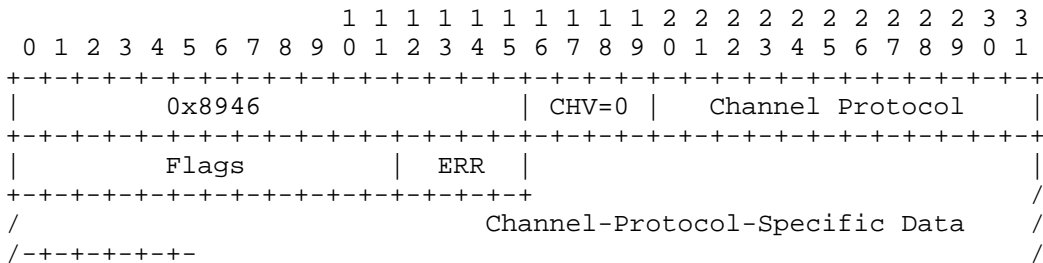 1 1 1 1 1 1 1 1 1 1 2 2 2 2 2 2 2 2 2 2 3 3
 0 1 2 3 4 5 6 7 8 9 0 1 2 3 4 5 6 7 8 9 0 1 2 3 4 5 6 7 8 9 0 1
+-+-+-+-+-+-+-+-+-+-+-+-+-+-+-+-+-+-+-+-+-+-+-+-+-+-+-+-+-+-+-+-+
|         0x8946                | CHV=0 |   Channel Protocol    |
+-+-+-+-+-+-+-+-+-+-+-+-+-+-+-+-+-+-+-+-+-+-+-+-+-+-+-+-+-+-+-+-+
|         Flags         |  ERR  |                               |
+-+-+-+-+-+-+-+-+-+-+-+-+-+-+-+-+                               /
/                             Channel-Protocol-Specific Data    /
/-+-+-+-+-+-                                                    /